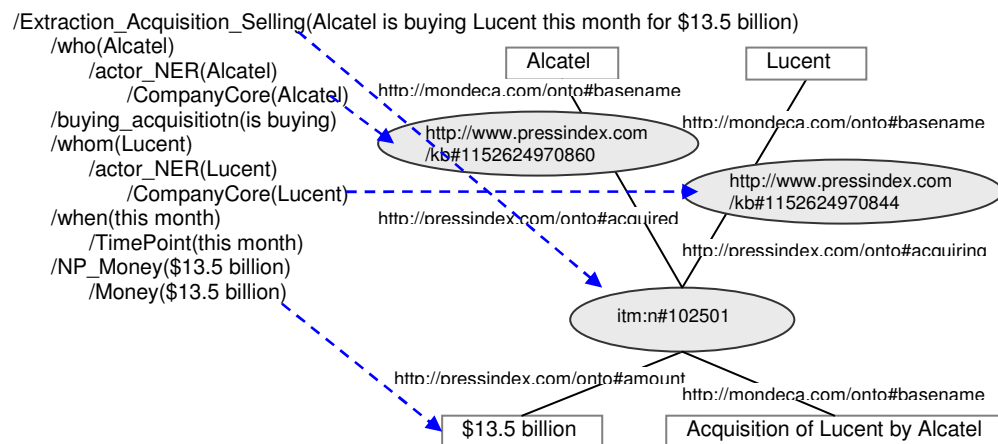 /Extraction_Acquisition_Selling(Alcatel is buying Lucent this month for $13.5 billion)
/who(Alcatel)
/actor_NER(Alcatel)
/CompanyCore(Alcatel)
/buying_acquisitiotn(is buying)
/whom(Lucent)
/actor_NER(Lucent)
/CompanyCore(Lucent)
/when(this month)
/TimePoint(this month)
/NP_Money($13.5 billion)
/Money($13.5 billion)
Alcatel
Lucent
http://mondeca.com/onto#basename
http://mondeca.com/onto#basename
http://www.pressindex.com
/kb#1152624970860
http://www.pressindex.com
/kb#1152624970844
http://pressindex.com/onto#acquired
http://pressindex.com/onto#acquiring
itm:n#102501
http://pressindex.com/onto#amount
http://mondeca.com/onto#basename
$13.5 billion
Acquisition of Lucent by Alcatel